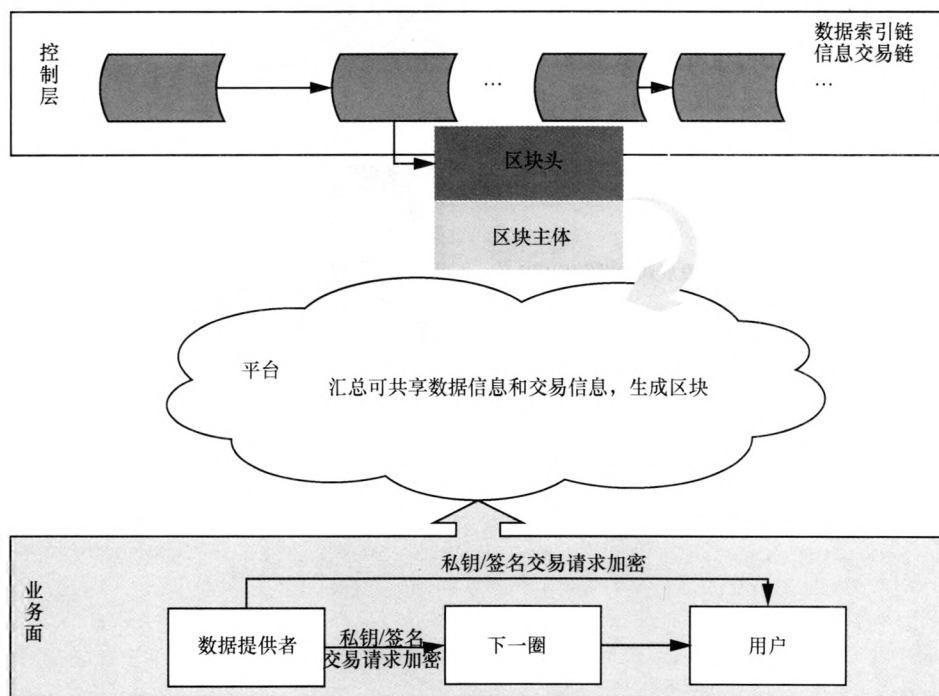 控制层
数据索引链
信息交易链
…
…
区块头
区块主体
平台
汇总可共享数据信息和交易信息，生成区块
业务面
私钥/签名交易请求加密
数据提供者
私钥/签名
交易请求加密
下一圈
用户